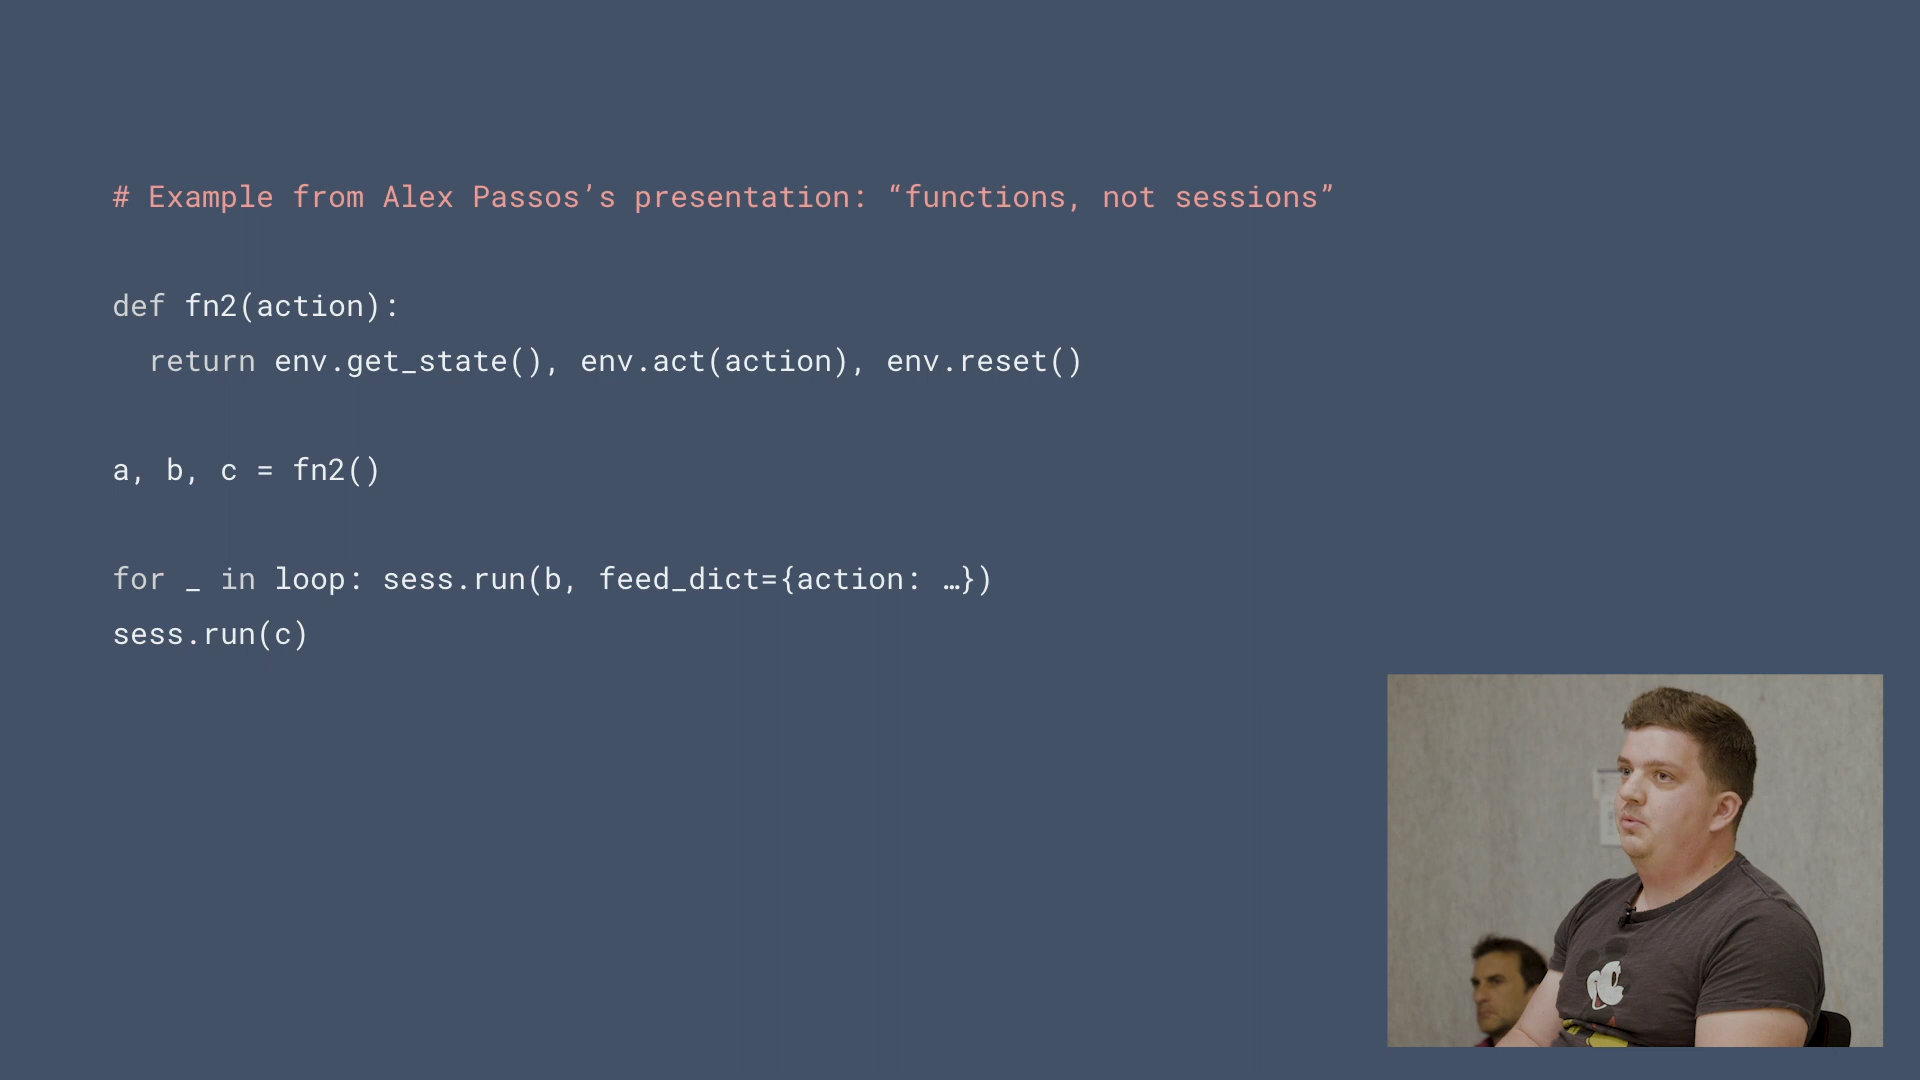 # Example from Alex Passos’s presentation: “functions, not sessions”
def fn2(action):
return env.get_state(), env.act(action), env.reset()
a, b, c = fn2()
for _ in loop: sess.run(b, feed_dict={action: …})
sess.run(c)